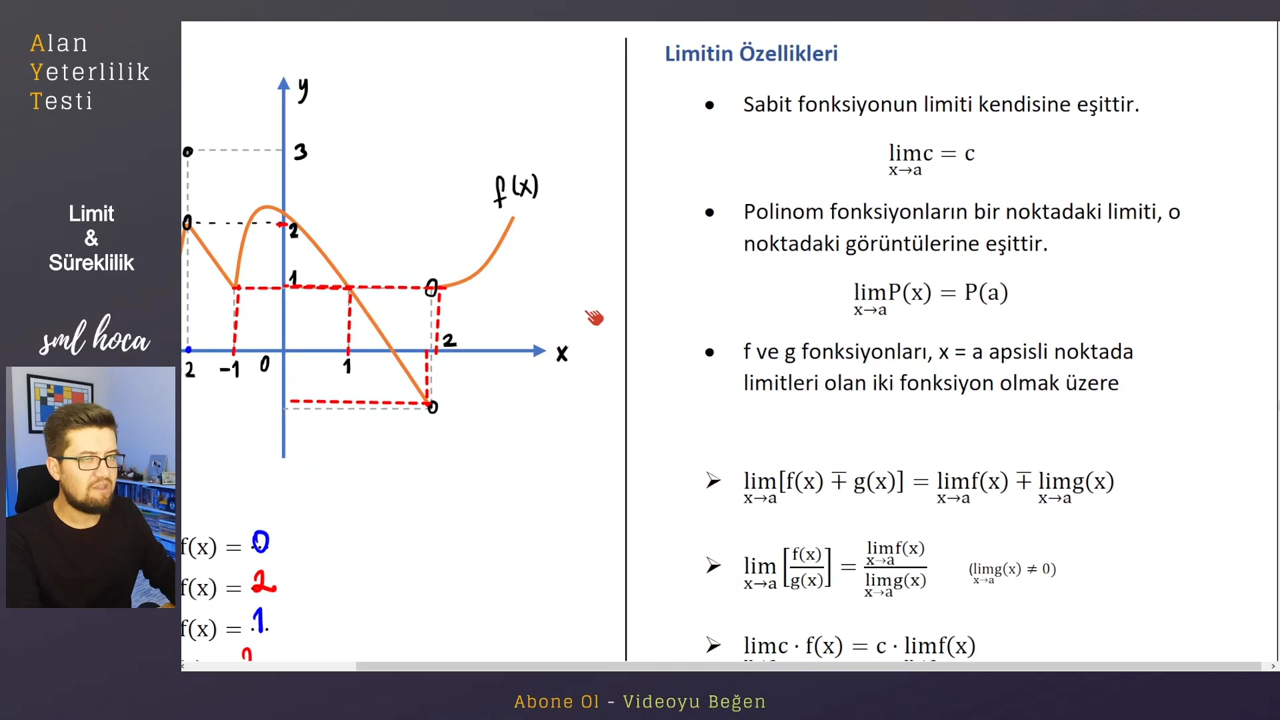 Alan
Yeterlilik
Testi
Limit
&
Süreklilik
sml hoca
y
3
2
1
f(x)
2
-1
0
1
2
x
f(x) = 0
f(x) = 2
f(x) = 1
Limitin Özellikleri
• Sabit fonksiyonun limiti kendisine eşittir.
lim c = c
x→a
• Polinom fonksiyonların bir noktadaki limiti, o
noktadaki görüntülerine eşittir.
lim P(x) = P(a)
x→a
• f ve g fonksiyonları, x = a apsisli noktada
limitleri olan iki fonksiyon olmak üzere
➢ lim[f(x) ∓ g(x)] = lim f(x) ∓ lim g(x)
x→a x→a x→a
➢ lim [f(x)/g(x)] = lim f(x)/lim g(x) (lim g(x) ≠ 0)
x→a x→a x→a x→a
➢ lim c · f(x) = c · lim f(x)
Abone Ol - Videoyu Beğen